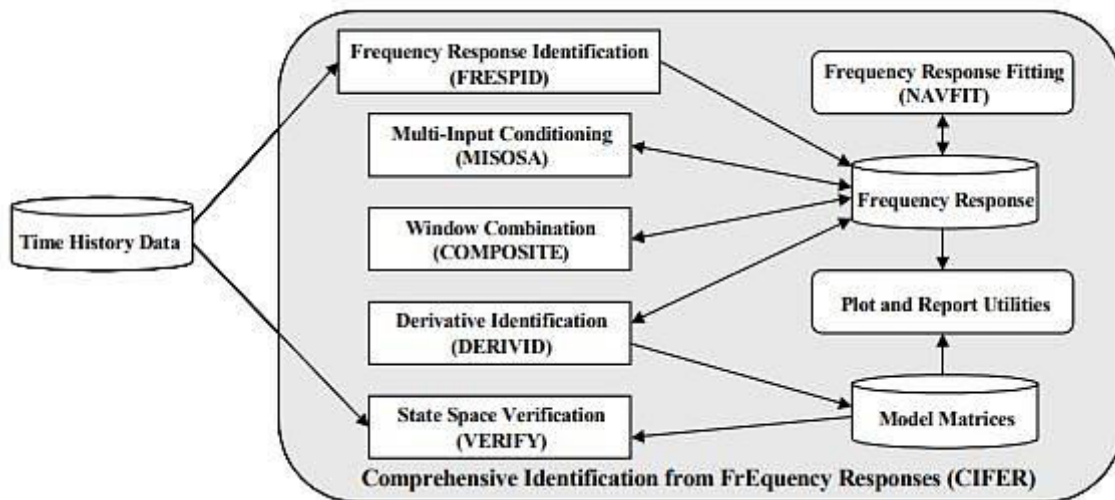 Frequency Response Identification
(FRESPID)
Frequency Response Fitting
(NAVFIT)
Multi-Input Conditioning
(MISOSA)
Frequency Response
Time History Data
Window Combination
(COMPOSITE)
Plot and Report Utilities
Derivative Identification
(DERIVID)
State Space Verification
(VERIFY)
Model Matrices
Comprehensive Identification from FrEquency Responses (CIFER)